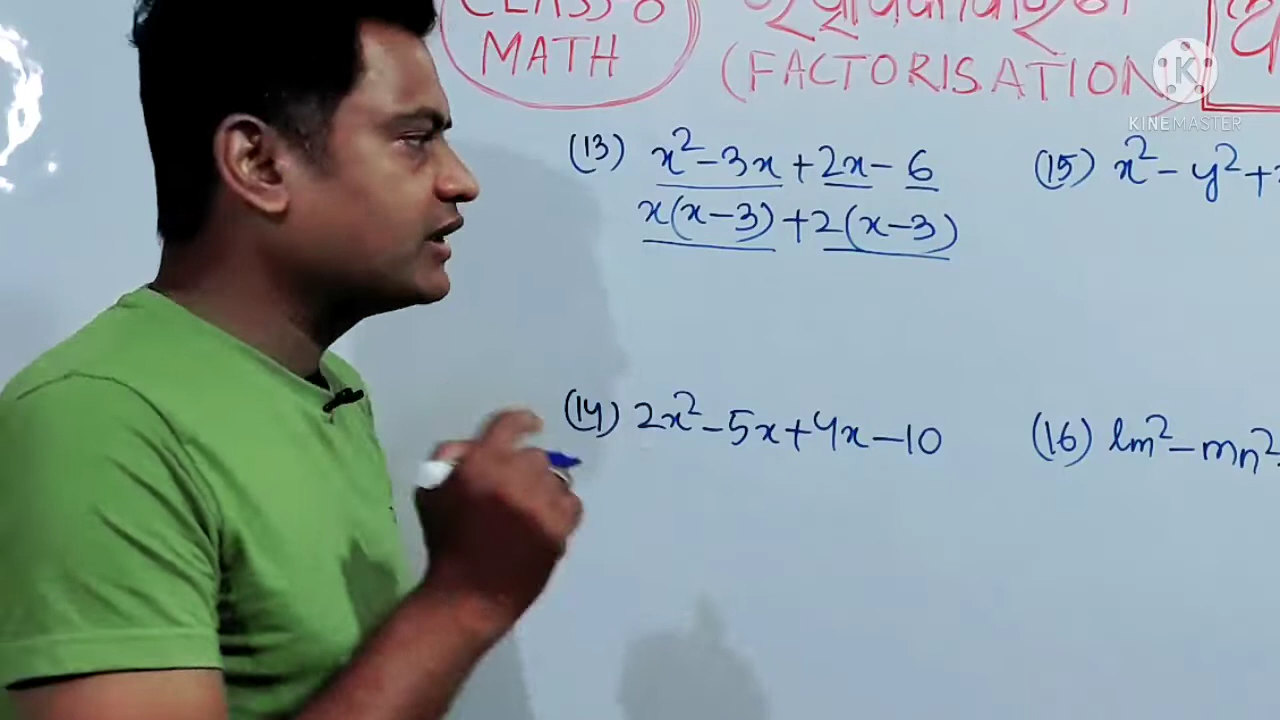 CLASS-8
MATH
(FACTORISATION)
KINEMASTER
(13) x²-3x+2x-6
x(x-3)+2(x-3)
(15) x²-y²+
(14) 2x²-5x+4x-10
(16) lm²-mn²